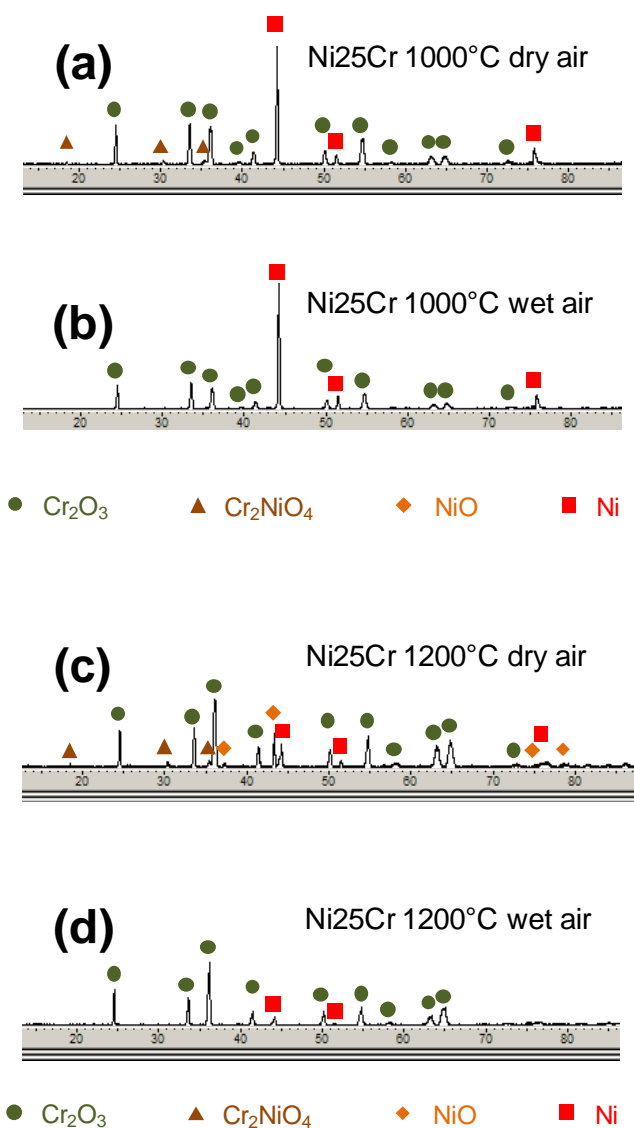 (a)
Ni25Cr 1000°C dry air
20 30 40 50 60 70 80
(b)
Ni25Cr 1000°C wet air
20 30 40 50 60 70 80
Cr₂O₃ Cr₂NiO₄ NiO Ni
(c)
Ni25Cr 1200°C dry air
20 30 40 50 60 70 80
(d)
Ni25Cr 1200°C wet air
20 30 40 50 60 70 80
Cr₂O₃ Cr₂NiO₄ NiO Ni